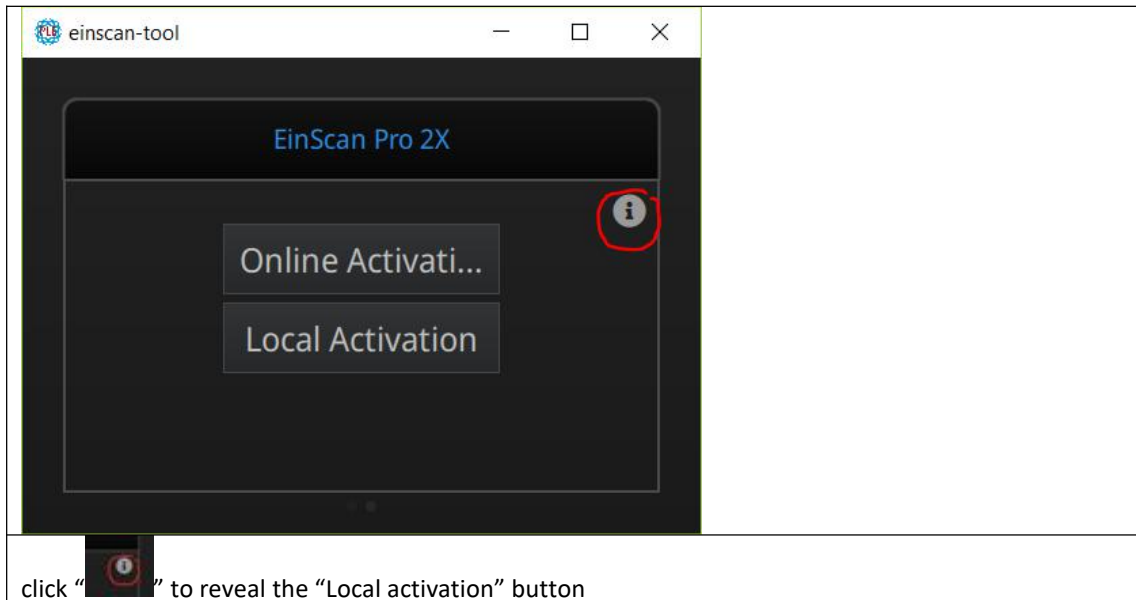 einscan-tool
EinScan Pro 2X
Online Activati...
Local Activation
click “ ” to reveal the “Local activation” button